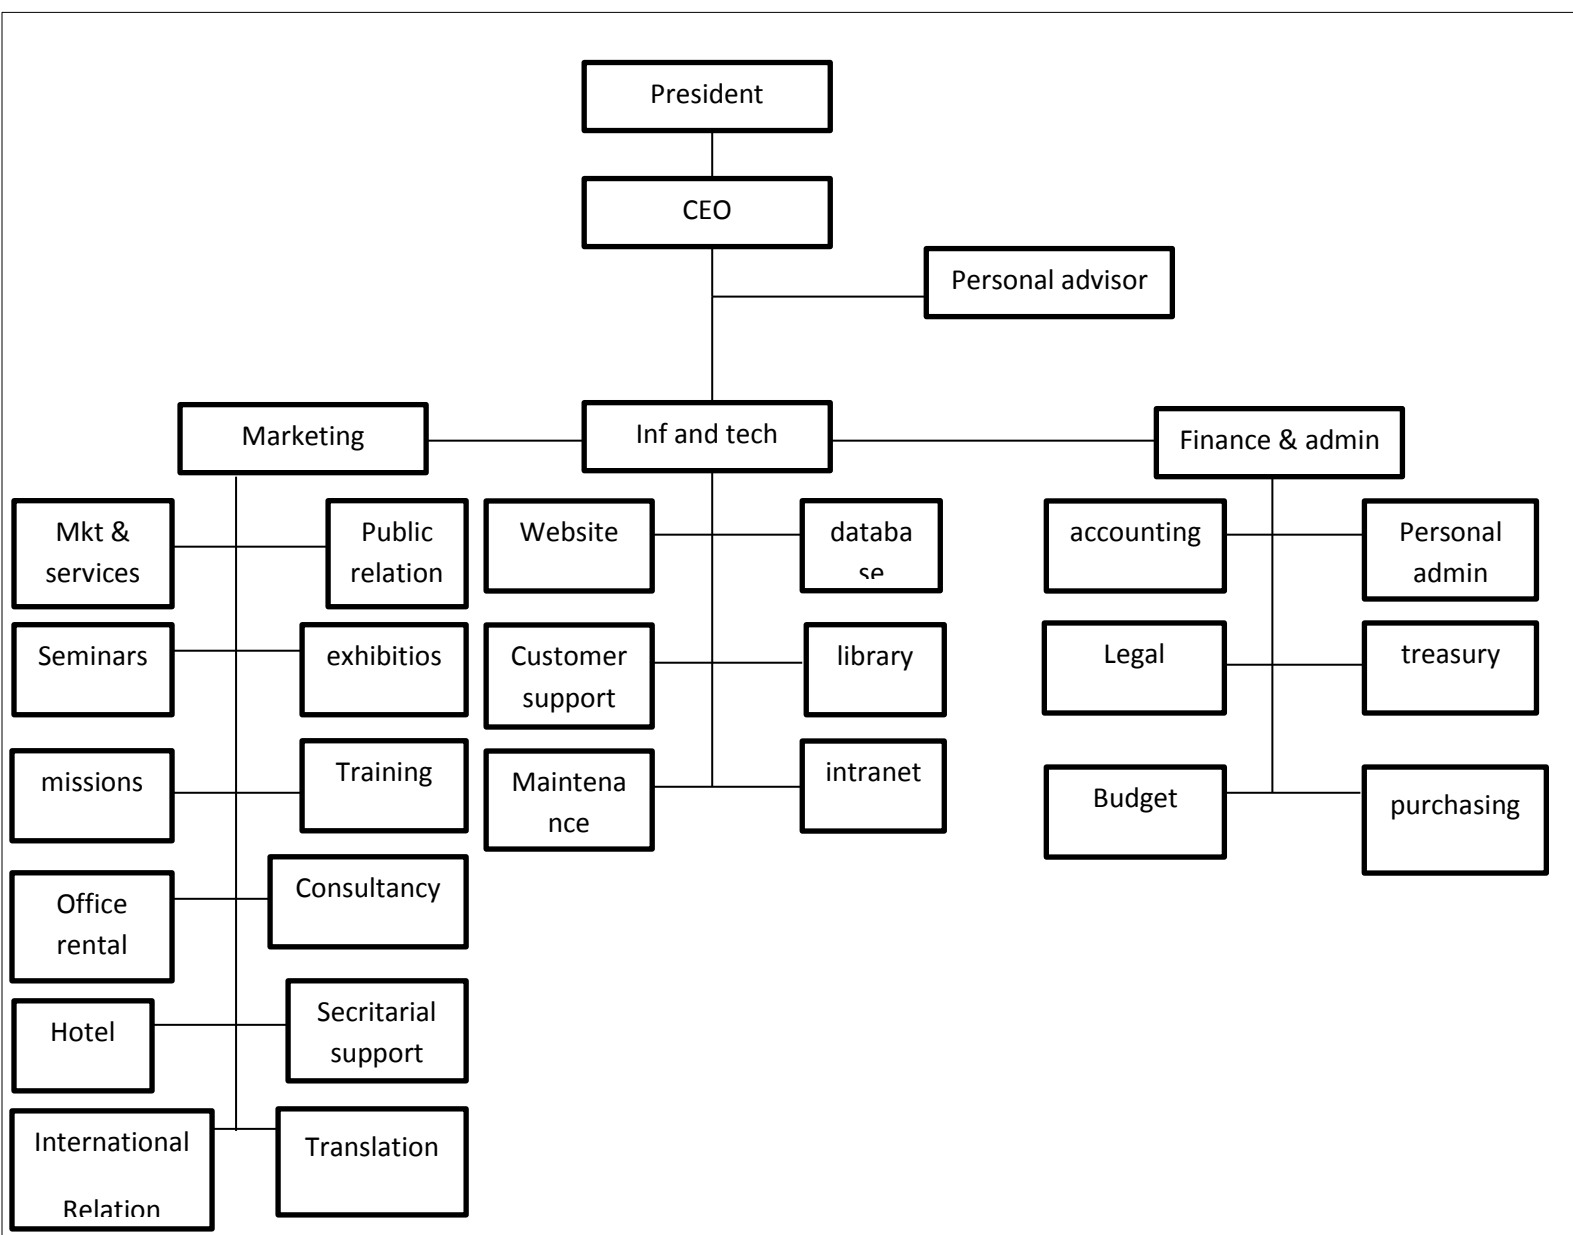 President
CEO
Personal advisor
Marketing
Inf and tech
Finance & admin
Mkt &
services
Public
relation
Website
databa
se
accounting
Personal
admin
Seminars
exhibitios
Customer
support
library
Legal
treasury
missions
Training
Maintena
nce
intranet
Budget
purchasing
Office
rental
Consultancy
Hotel
Secritarial
support
International
Relation
Translation